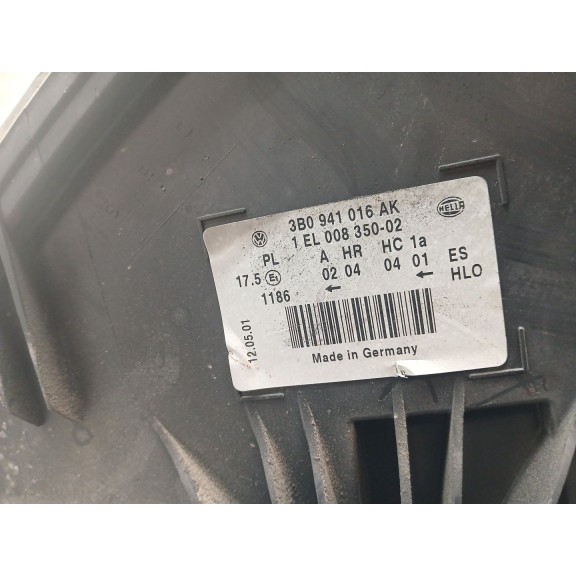 3B0 941 016 AK
1 EL 008 350-02
HELLA
PL A HR HC 1a
17.5 E1 02 04 04 01 ← ES
1186 ← HLO
12.05.01
Made in Germany